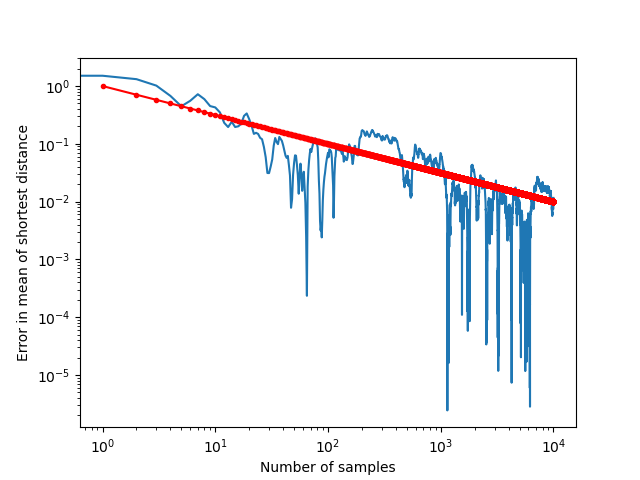 Error in mean of shortest distance
10⁰
10⁻¹
10⁻²
10⁻³
10⁻⁴
10⁻⁵
10⁰ 10¹ 10² 10³ 10⁴
Number of samples